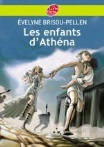 ÉVELYNE BRISOU-PELLEN
Les enfants
d'Athéna